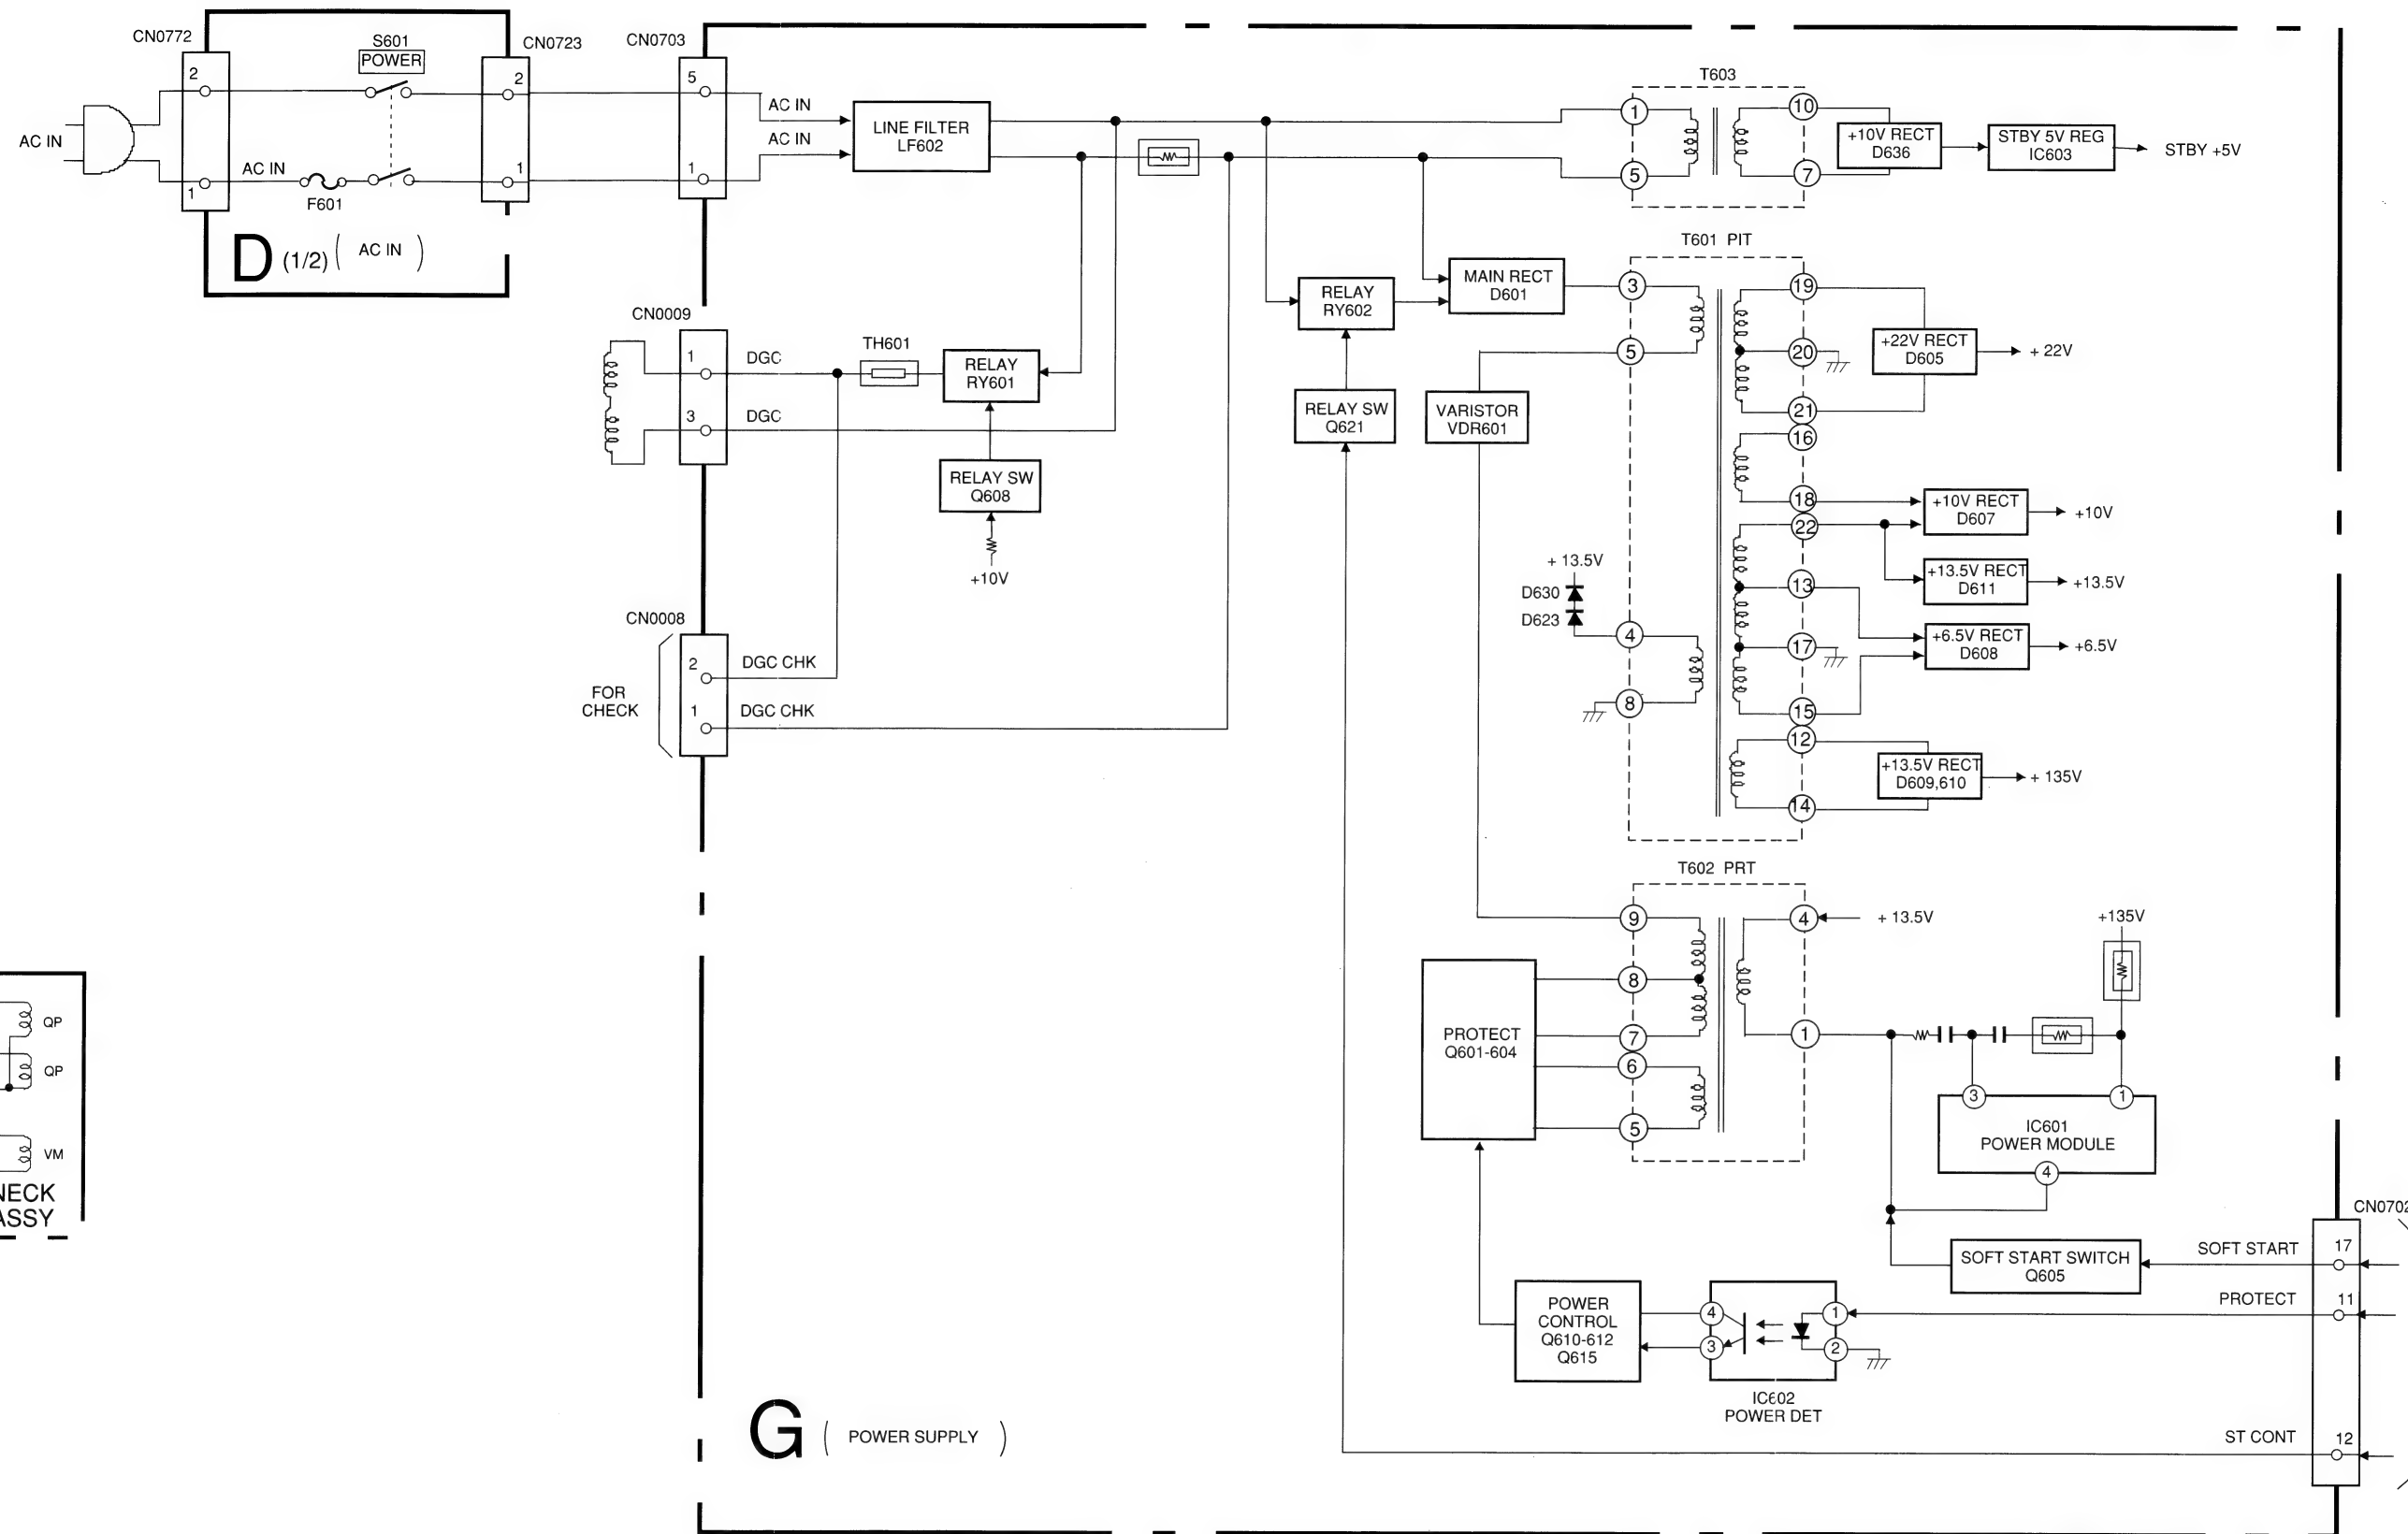 CN0772
2
1
AC IN
S601
POWER
AC IN
F601
CN0723
2
1
D (1/2) ( AC IN )
CN0703
5
1
AC IN
AC IN
LINE FILTER
LF602
T603
1
5
10
7
+10V RECT
D636
STBY 5V REG
IC603
STBY +5V
CN0009
1
3
DGC
DGC
TH601
RELAY
RY601
RELAY SW
Q608
+10V
CN0008
2
1
DGC CHK
DGC CHK
FOR
CHECK
RELAY
RY602
MAIN RECT
D601
RELAY SW
Q621
VARISTOR
VDR601
T601 PIT
3
5
4
8
+ 13.5V
D630
D623
19
20
21
16
18
22
13
17
15
12
14
+22V RECT
D605
+ 22V
+10V RECT
D607
+10V
+13.5V RECT
D611
+13.5V
+6.5V RECT
D608
+6.5V
+13.5V RECT
D609,610
+ 135V
T602 PRT
9
8
7
6
5
4
1
+ 13.5V
+135V
PROTECT
Q601-604
3
1
IC601
POWER MODULE
4
SOFT START SWITCH
Q605
SOFT START
PROTECT
ST CONT
CN0702
17
11
12
POWER
CONTROL
Q610-612
Q615
4
3
1
2
IC602
POWER DET
G ( POWER SUPPLY )
QP
QP
VM
NECK
ASSY